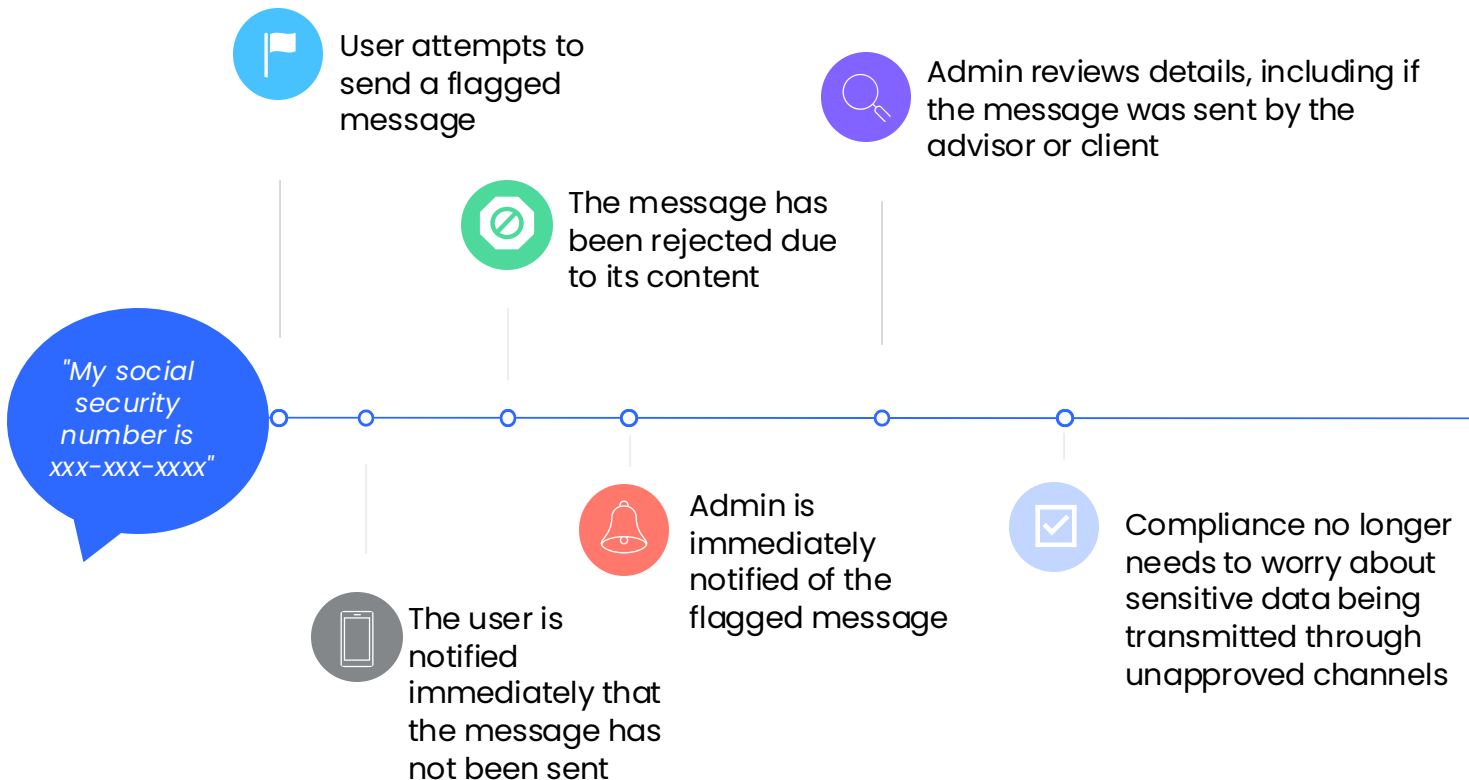 User attempts to
send a flagged
message
Admin reviews details, including if
the message was sent by the
advisor or client
The message has
been rejected due
to its content
"My social
security
number is
xxx-xxx-xxxx"
Admin is
immediately
notified of the
flagged message
Compliance no longer
needs to worry about
sensitive data being
transmitted through
unapproved channels
The user is
notified
immediately that
the message has
not been sent